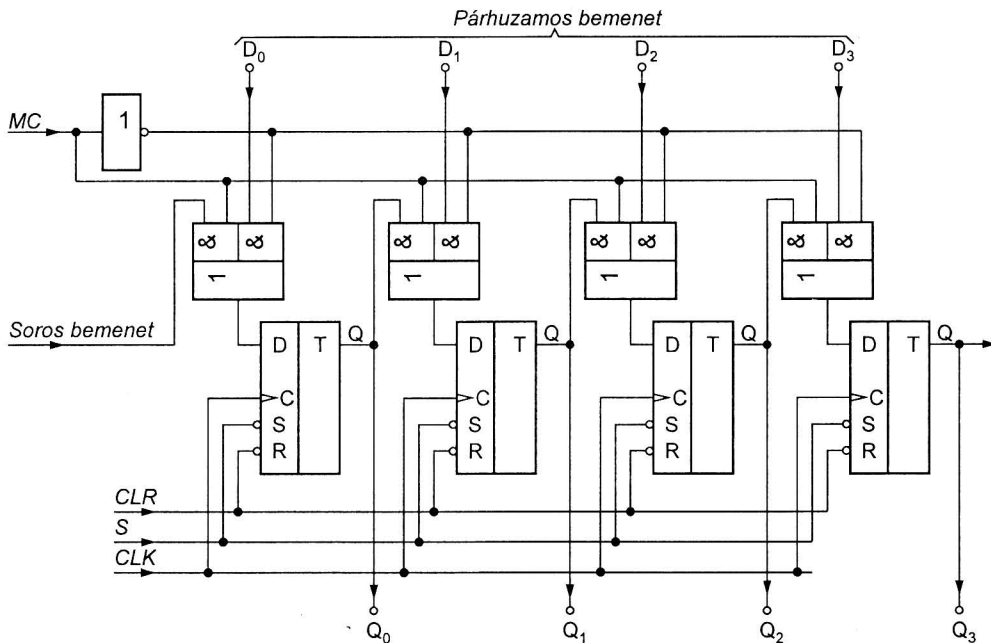 Párhuzamos bemenet
D0 D1 D2 D3
MC 1
& & & & & & & &
1 1 1 1
Soros bemenet
D T Q D T Q D T Q D T Q
C C C C
S S S S
R R R R
CLR
S
CLK
Q0 Q1 Q2 Q3